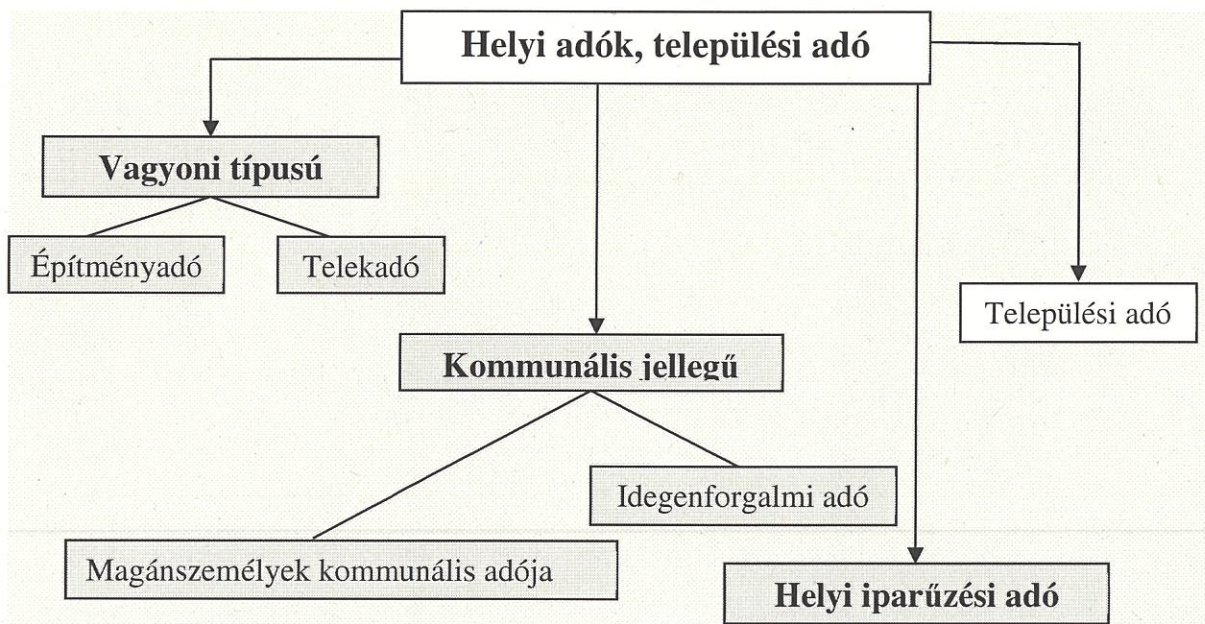 Helyi adók, települési adó
Vagyoni típusú
Építményadó
Telekadó
Települési adó
Kommunális jellegű
Idegenforgalmi adó
Magánszemélyek kommunális adója
Helyi iparűzési adó